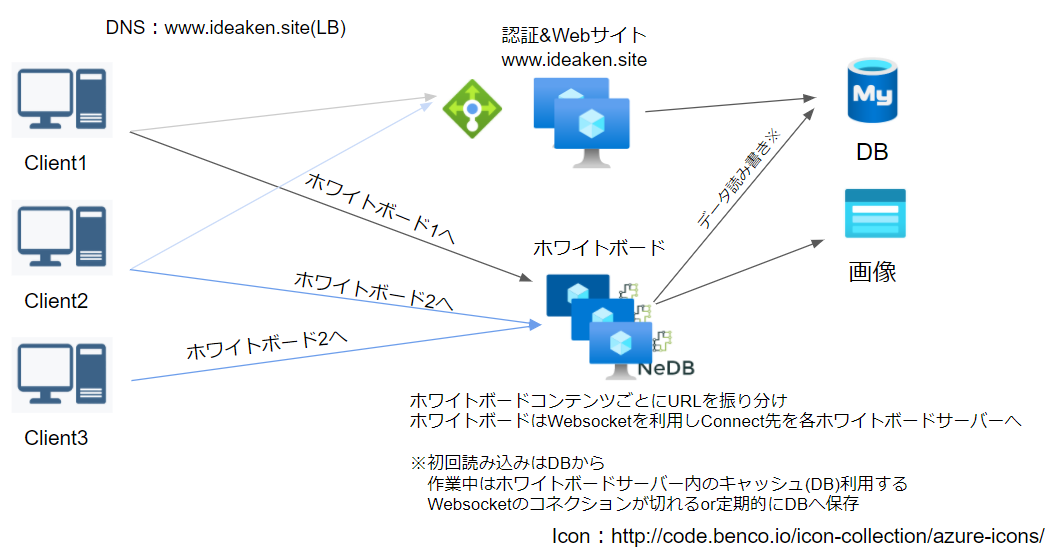 DNS：www.ideaken.site(LB)
認証&Webサイト
www.ideaken.site
My
DB
Client1
データ読み書き※
ホワイトボード1へ
ホワイトボード
画像
Client2
ホワイトボード2へ
ホワイトボード2へ
NeDB
Client3
ホワイトボードコンテンツごとにURLを振り分け
ホワイトボードはWebsocketを利用しConnect先を各ホワイトボードサーバーへ
※初回読み込みはDBから
作業中はホワイトボードサーバー内のキャッシュ(DB)利用する
Websocketのコネクションが切れるor定期的にDBへ保存
Icon：http://code.benco.io/icon-collection/azure-icons/